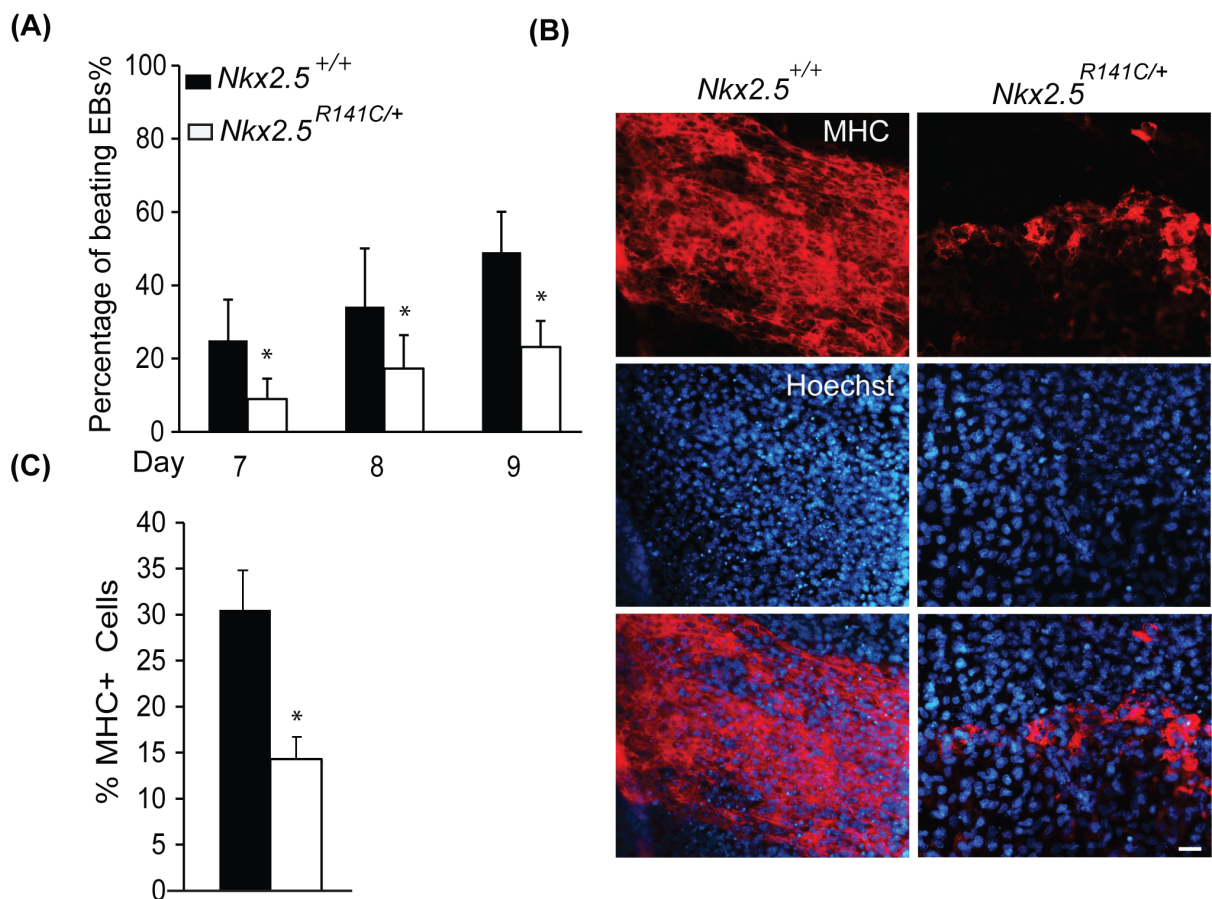 (A)
Percentage of beating EBs%
100
80
60
40
20
0
Nkx2.5+/+
Nkx2.5R141C/+
*
*
*
Day 7 8 9
(B)
Nkx2.5+/+
Nkx2.5R141C/+
MHC
Hoechst
(C)
% MHC+ Cells
40
35
30
25
20
15
10
5
0
*